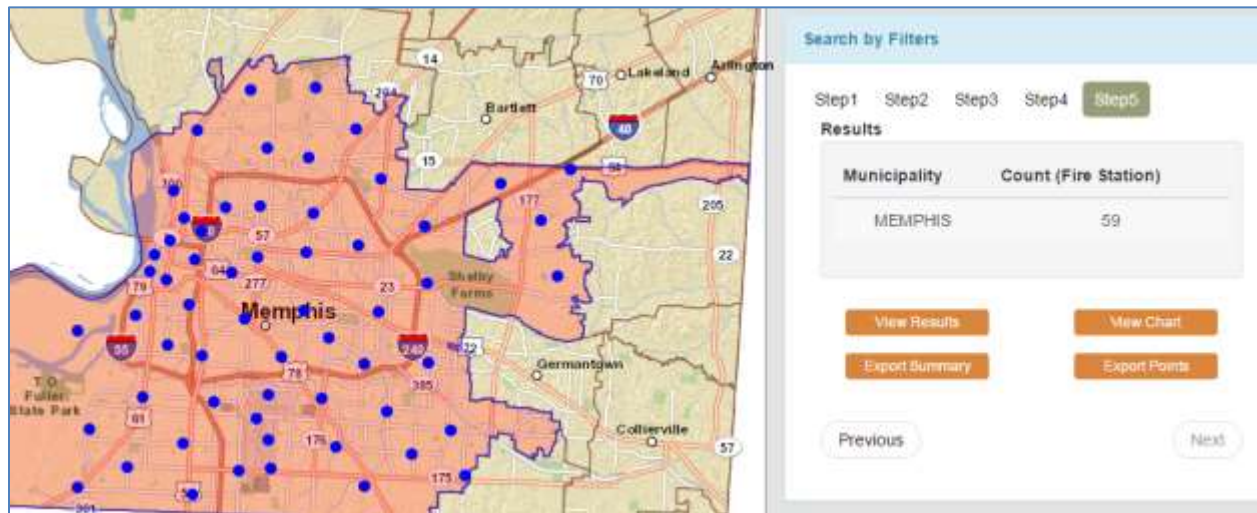 14
204
70
Lakeland
Arlington
Bartlett
40
15
300
177
205
57
22
64
277
23
Shelby
Farms
79
Memphis
55
240
72
Germantown
78
385
T.O.
Fuller
State Park
61
Collierville
176
57
175
301
Search by Filters
Step1 Step2 Step3 Step4 Step5
Results
Municipality Count (Fire Station)
MEMPHIS 59
View Results View Chart
Export Summary Export Points
Previous Next